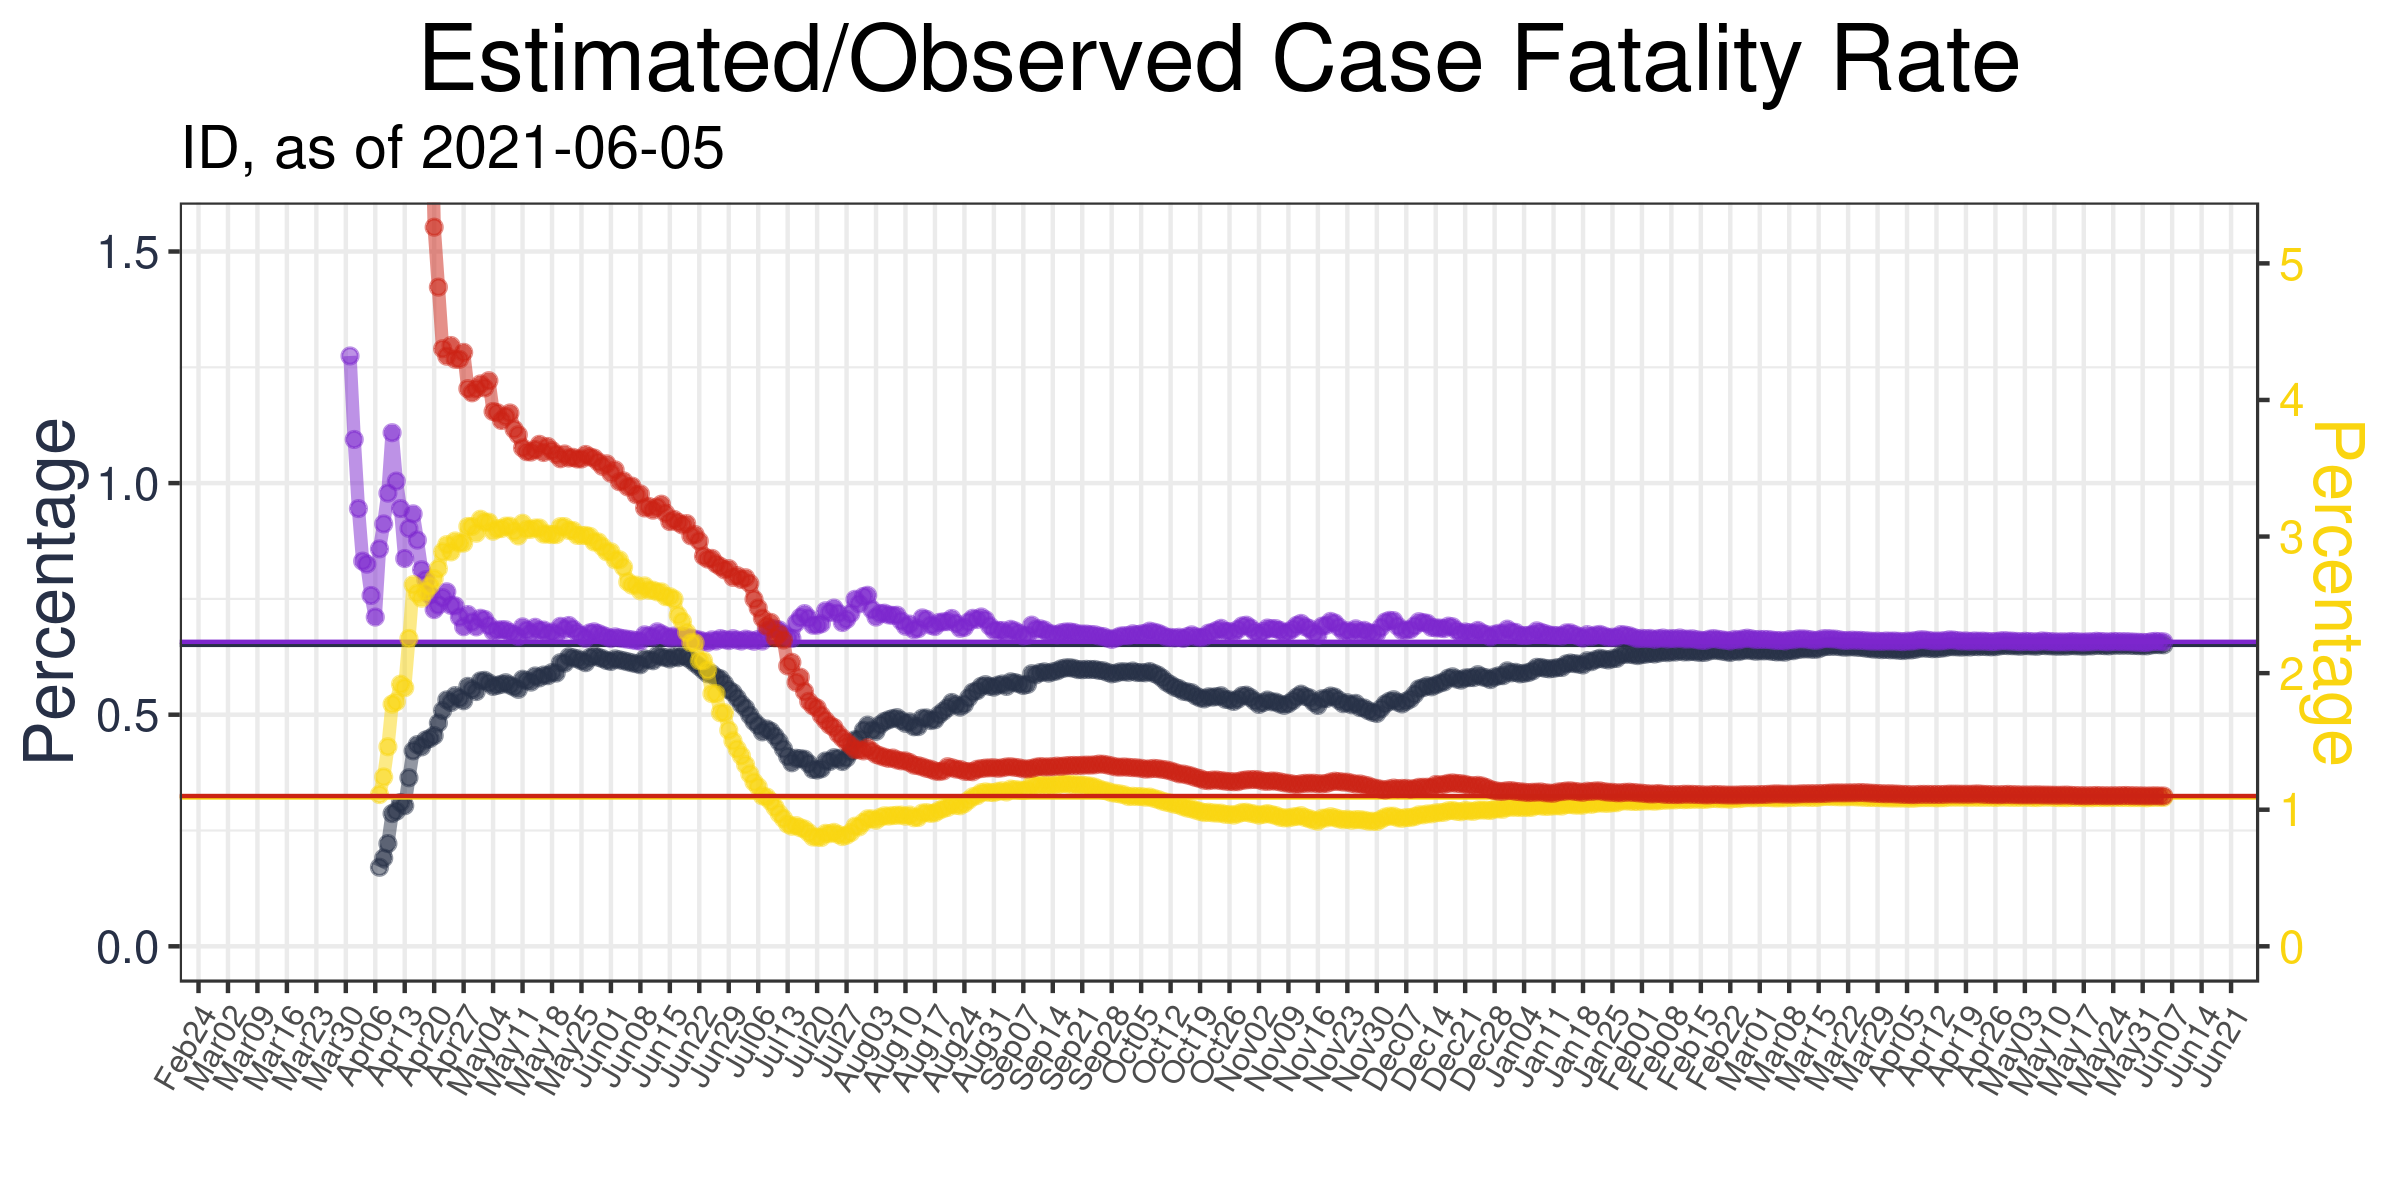 Estimated/Observed Case Fatality Rate
ID, as of 2021-06-05
Percentage
1.5
1.0
0.5
0.0
5
4
3
2
1
0
Percentage
Feb24
Mar02
Mar09
Mar16
Mar23
Mar30
Apr06
Apr13
Apr20
Apr27
May04
May11
May18
May25
Jun01
Jun08
Jun15
Jun22
Jun29
Jul06
Jul13
Jul20
Jul27
Aug03
Aug10
Aug17
Aug24
Aug31
Sep07
Sep14
Sep21
Sep28
Oct05
Oct12
Oct19
Oct26
Nov02
Nov09
Nov16
Nov23
Nov30
Dec07
Dec14
Dec21
Dec28
Jan04
Jan11
Jan18
Jan25
Feb01
Feb08
Feb15
Feb22
Mar01
Mar08
Mar15
Mar22
Mar29
Apr05
Apr12
Apr19
Apr26
May03
May10
May17
May24
May31
Jun07
Jun14
Jun21